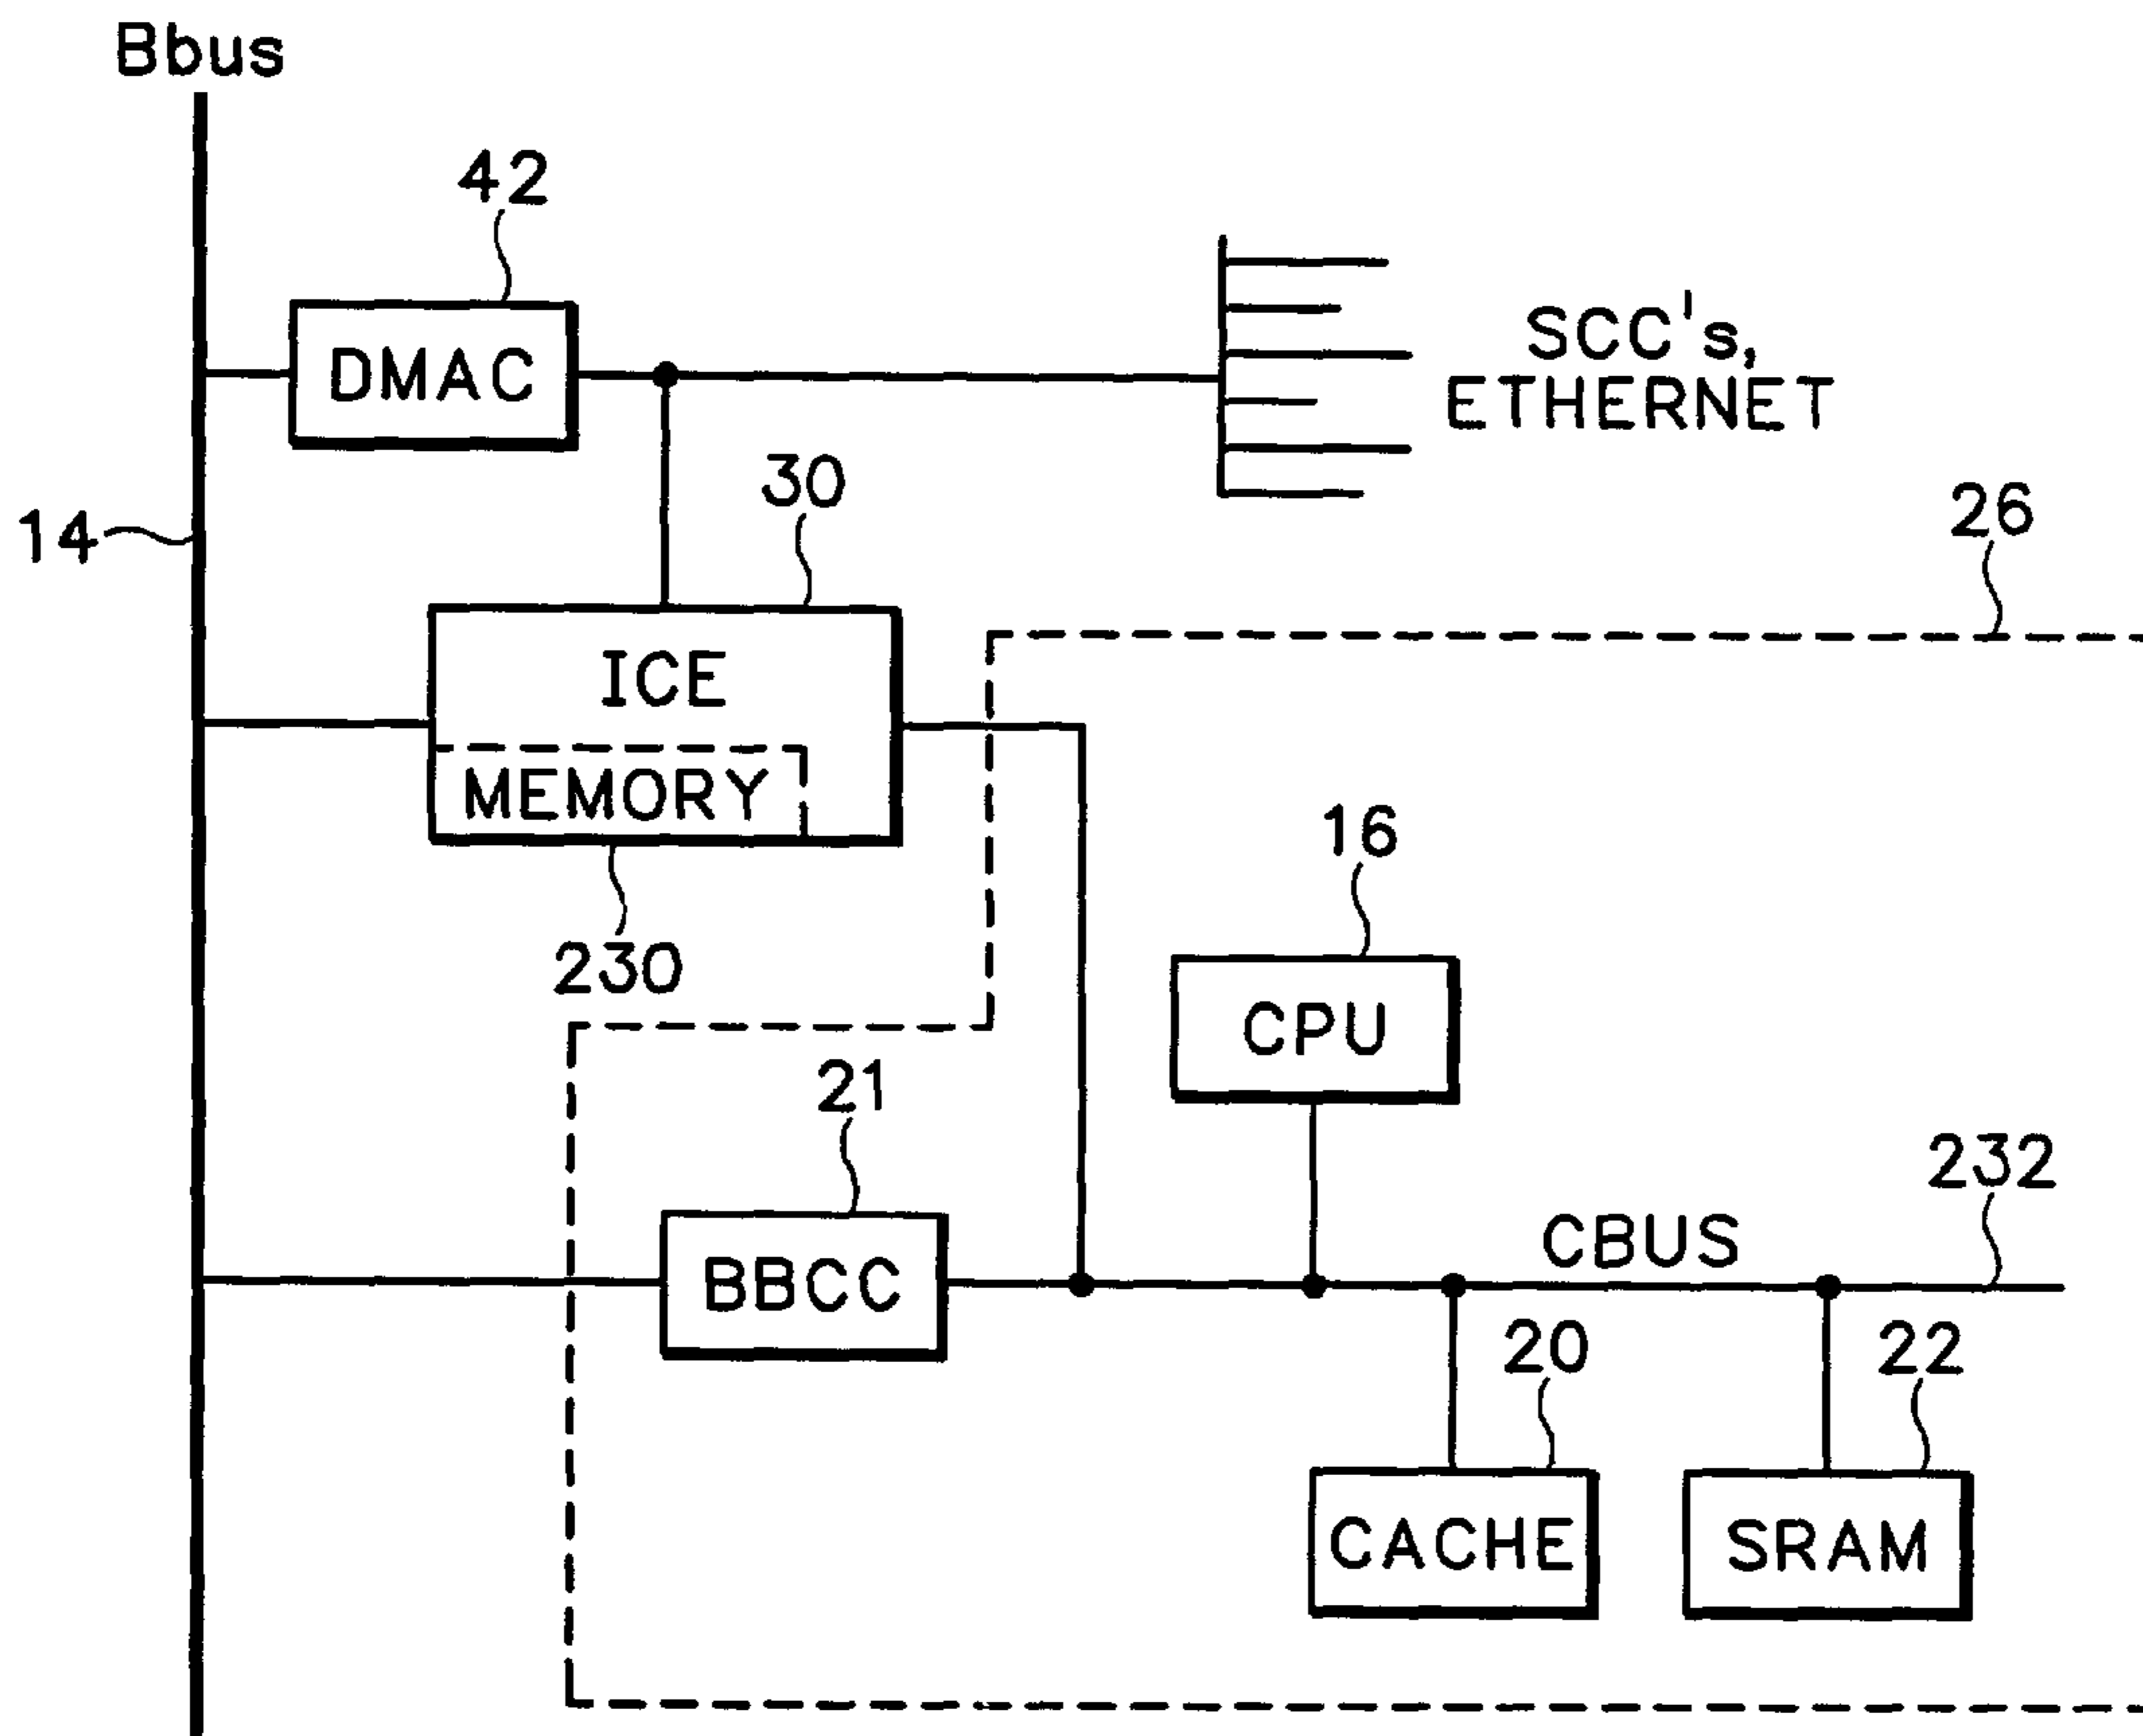 Bbus
42
DMAC
SCC's,
ETHERNET
14
30
26
ICE
MEMORY
230
16
CPU
21
BBCC
232
CBUS
20
22
CACHE
SRAM